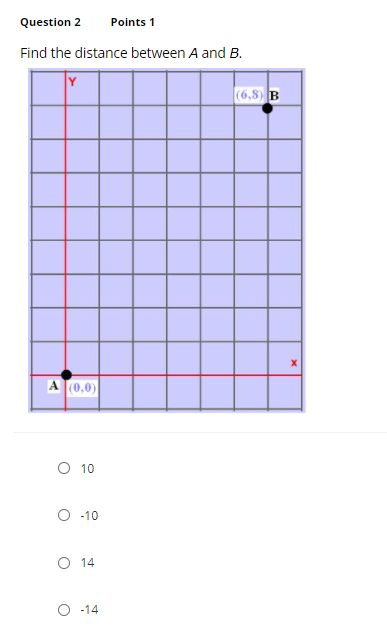 Question 2 Points 1
Find the distance between A and B.
Y
(6,8) B
x
A (0,0)
10
-10
14
-14